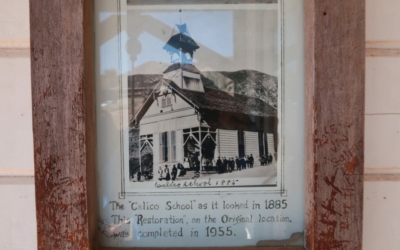 Calico School 1885
The "Calico School" as it looked in 1885
This "Restoration", on the Original location,
was completed in 1955.